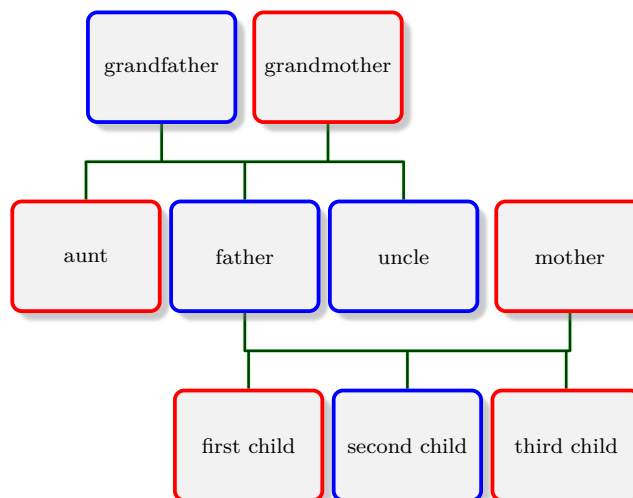 grandfather
grandmother
aunt
father
uncle
mother
first child
second child
third child